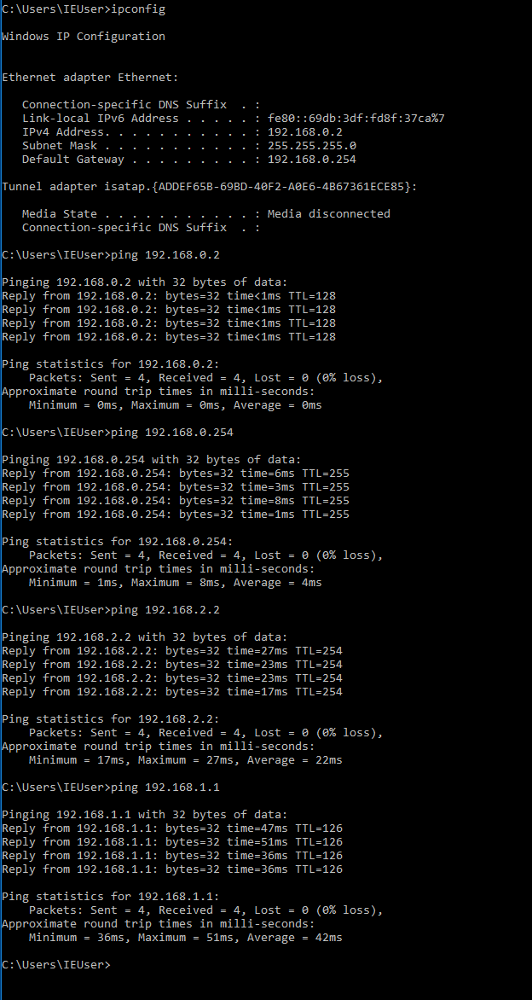 C:\Users\IEUser>ipconfig
Windows IP Configuration
Ethernet adapter Ethernet:
   Connection-specific DNS Suffix  . :
   Link-local IPv6 Address . . . . . : fe80::69db:3df:fd8f:37ca%7
   IPv4 Address. . . . . . . . . . . : 192.168.0.2
   Subnet Mask . . . . . . . . . . . : 255.255.255.0
   Default Gateway . . . . . . . . . : 192.168.0.254
Tunnel adapter isatap.{ADDEF65B-69BD-40F2-A0E6-4B67361ECE85}:
   Media State . . . . . . . . . . . : Media disconnected
   Connection-specific DNS Suffix  . :
C:\Users\IEUser>ping 192.168.0.2
Pinging 192.168.0.2 with 32 bytes of data:
Reply from 192.168.0.2: bytes=32 time<1ms TTL=128
Reply from 192.168.0.2: bytes=32 time<1ms TTL=128
Reply from 192.168.0.2: bytes=32 time<1ms TTL=128
Reply from 192.168.0.2: bytes=32 time<1ms TTL=128
Ping statistics for 192.168.0.2:
    Packets: Sent = 4, Received = 4, Lost = 0 (0% loss),
Approximate round trip times in milli-seconds:
    Minimum = 0ms, Maximum = 0ms, Average = 0ms
C:\Users\IEUser>ping 192.168.0.254
Pinging 192.168.0.254 with 32 bytes of data:
Reply from 192.168.0.254: bytes=32 time=6ms TTL=255
Reply from 192.168.0.254: bytes=32 time=3ms TTL=255
Reply from 192.168.0.254: bytes=32 time=8ms TTL=255
Reply from 192.168.0.254: bytes=32 time=1ms TTL=255
Ping statistics for 192.168.0.254:
    Packets: Sent = 4, Received = 4, Lost = 0 (0% loss),
Approximate round trip times in milli-seconds:
    Minimum = 1ms, Maximum = 8ms, Average = 4ms
C:\Users\IEUser>ping 192.168.2.2
Pinging 192.168.2.2 with 32 bytes of data:
Reply from 192.168.2.2: bytes=32 time=27ms TTL=254
Reply from 192.168.2.2: bytes=32 time=23ms TTL=254
Reply from 192.168.2.2: bytes=32 time=23ms TTL=254
Reply from 192.168.2.2: bytes=32 time=17ms TTL=254
Ping statistics for 192.168.2.2:
    Packets: Sent = 4, Received = 4, Lost = 0 (0% loss),
Approximate round trip times in milli-seconds:
    Minimum = 17ms, Maximum = 27ms, Average = 22ms
C:\Users\IEUser>ping 192.168.1.1
Pinging 192.168.1.1 with 32 bytes of data:
Reply from 192.168.1.1: bytes=32 time=47ms TTL=126
Reply from 192.168.1.1: bytes=32 time=51ms TTL=126
Reply from 192.168.1.1: bytes=32 time=36ms TTL=126
Reply from 192.168.1.1: bytes=32 time=36ms TTL=126
Ping statistics for 192.168.1.1:
    Packets: Sent = 4, Received = 4, Lost = 0 (0% loss),
Approximate round trip times in milli-seconds:
    Minimum = 36ms, Maximum = 51ms, Average = 42ms
C:\Users\IEUser>